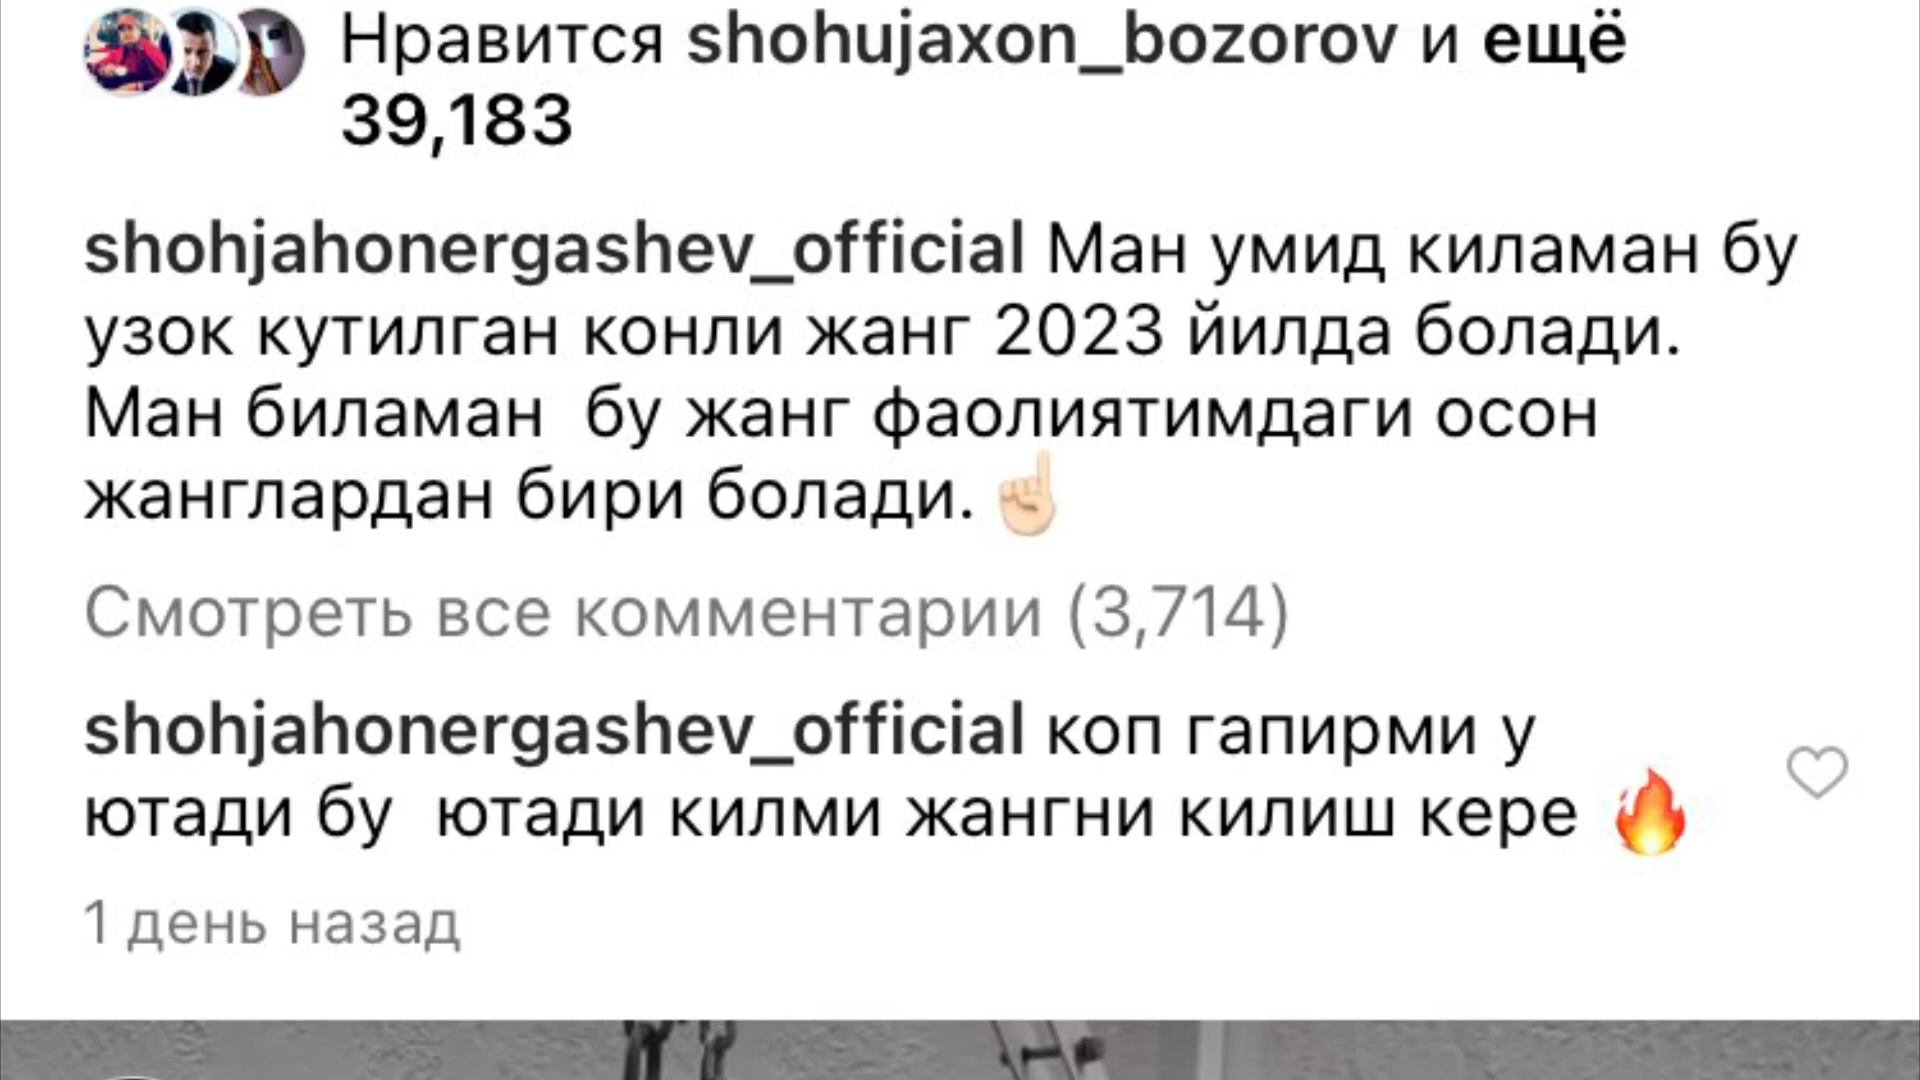 Нравится shohujaxon_bozorov и ещё
39,183
shohjahonergashev_official Ман умид киламан бу
узок кутилган конли жанг 2023 йилда болади.
Ман биламан  бу жанг фаолиятимдаги осон
жанглардан бири болади. ☝🏻
Смотреть все комментарии (3,714)
shohjahonergashev_official коп гапирми у
ютади бу  ютади килми жангни килиш кере 🔥
1 день назад